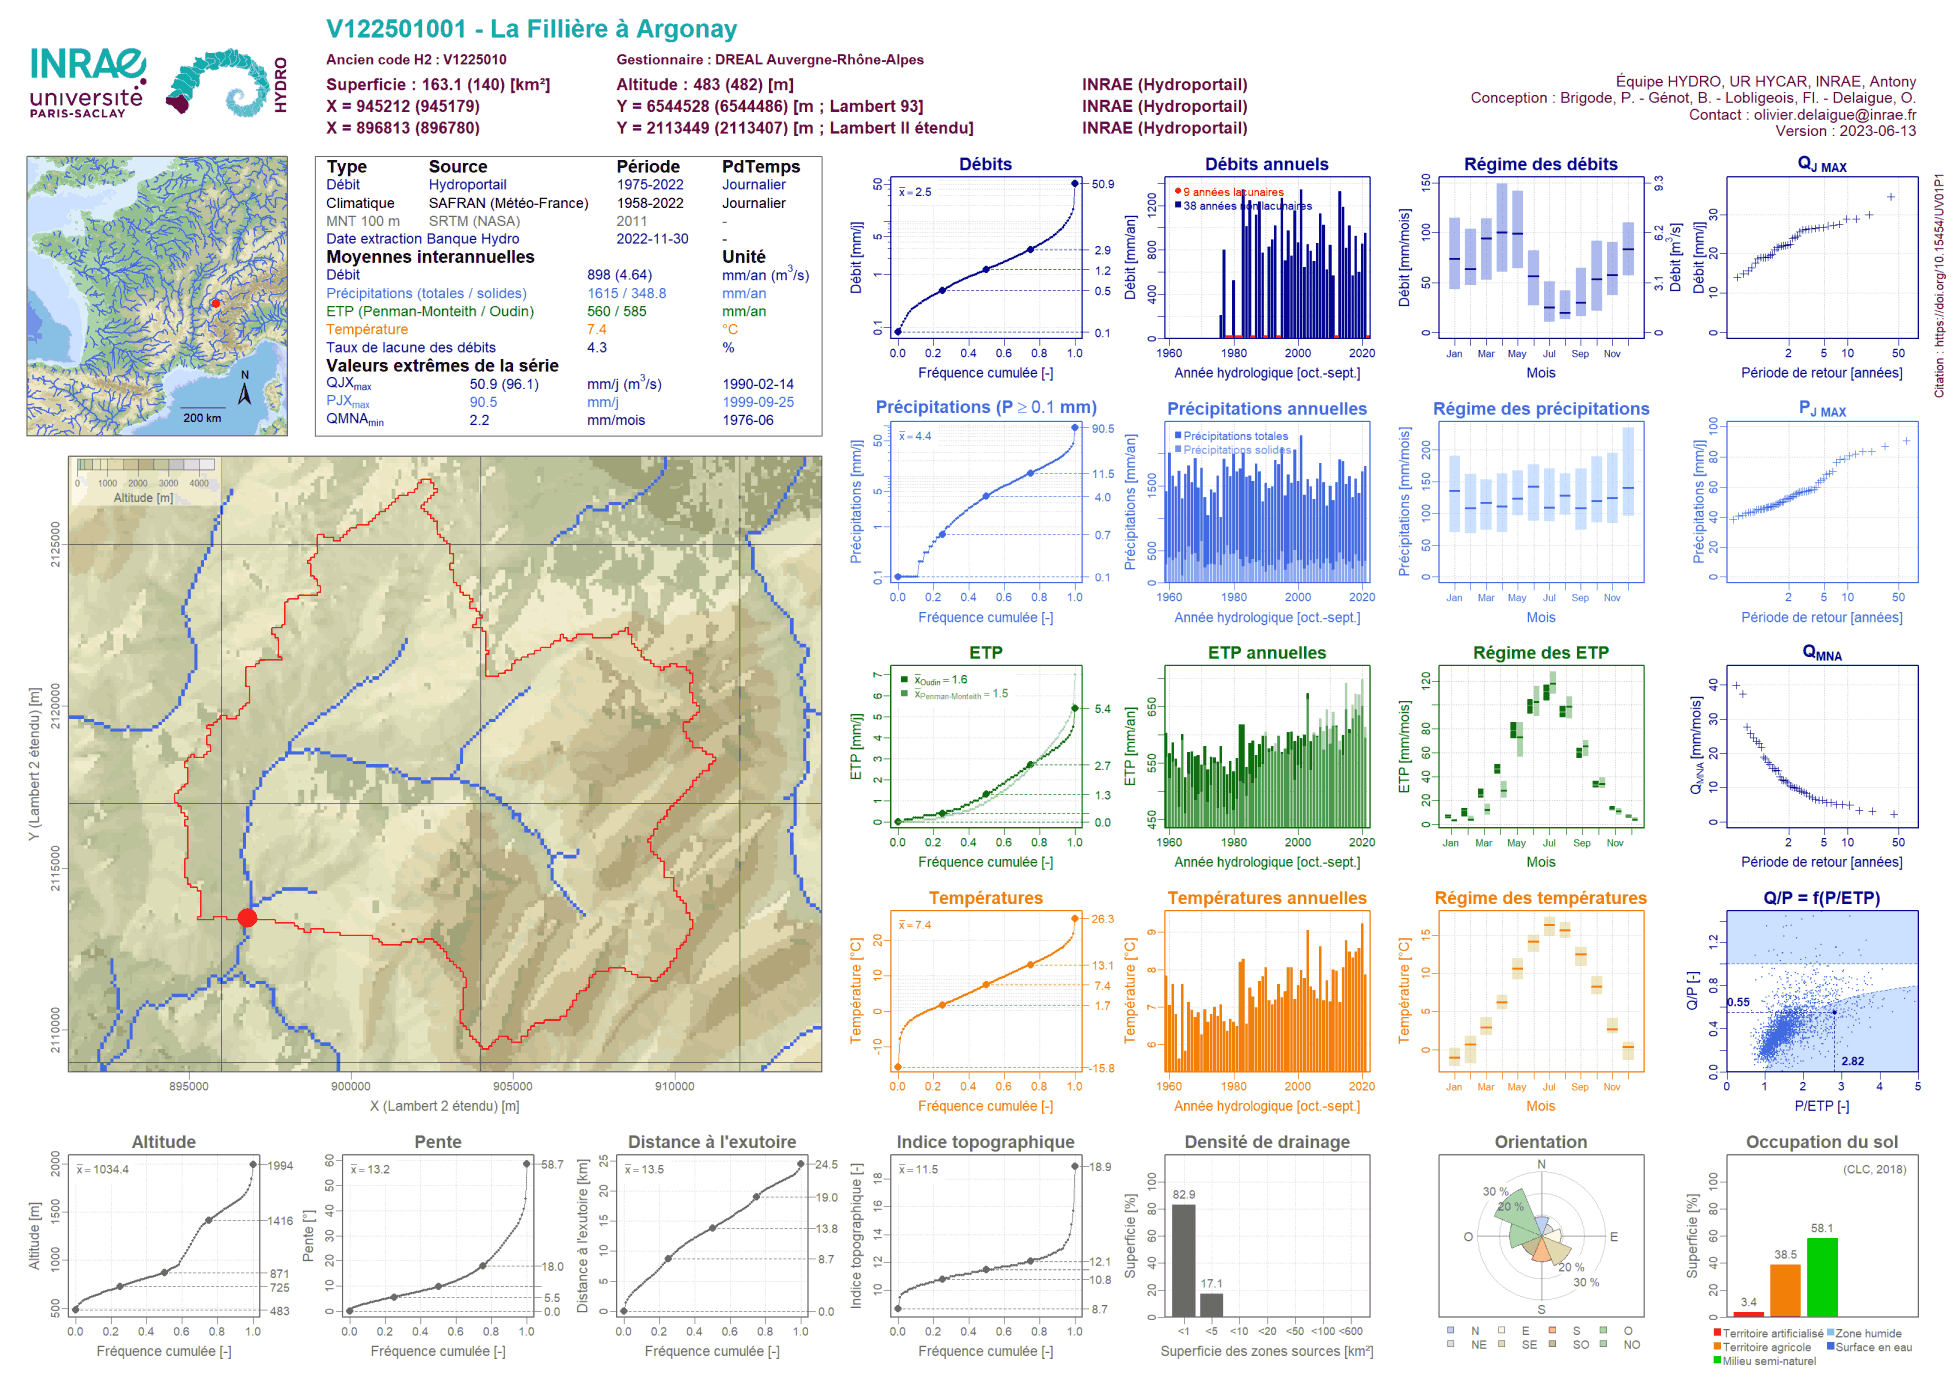 V122501001 - La Fillière à Argonay
INRAE
université
PARIS-SACLAY
HYDRO
Ancien code H2 : V1225010
Gestionnaire : DREAL Auvergne-Rhône-Alpes
Superficie : 163.1 (140) [km²]
Altitude : 483 (482) [m]
INRAE (Hydroportail)
X = 945212 (945179)
Y = 6544528 (6544486) [m ; Lambert 93]
INRAE (Hydroportail)
X = 896813 (896780)
Y = 2113449 (2113407) [m ; Lambert II étendu]
INRAE (Hydroportail)
Équipe HYDRO, UR HYCAR, INRAE, Antony
Conception : Brigode, P. - Génot, B. - Lobligeois, Fl. - Delaigue, O.
Contact : olivier.delaigue@inrae.fr
Version : 2023-06-13
Citation : https://doi.org/10.15454/UV01P1
N
200 km
Type Source Période PdTemps
Débit Hydroportail 1975-2022 Journalier
Climatique SAFRAN (Météo-France) 1958-2022 Journalier
MNT 100 m SRTM (NASA) 2011 -
Date extraction Banque Hydro 2022-11-30 -
Moyennes interannuelles Unité
Débit 898 (4.64) mm/an (m³/s)
Précipitations (totales / solides) 1615 / 348.8 mm/an
ETP (Penman-Monteith / Oudin) 560 / 585 mm/an
Température 7.4 °C
Taux de lacune des débits 4.3 %
Valeurs extrêmes de la série
QJXmax 50.9 (96.1) mm/j (m³/s) 1990-02-14
PJXmax 90.5 mm/j 1999-09-25
QMNAmin 2.2 mm/mois 1976-06
Débits
x̄ = 2.5
Débit [mm/j]
0.1 1 5 50
50.9
2.9
1.2
0.5
0.1
0.0 0.2 0.4 0.6 0.8 1.0
Fréquence cumulée [-]
Débits annuels
9 années lacunaires
38 années non lacunaires
Débit [mm/an]
0 400 800 1200
1960 1980 2000 2020
Année hydrologique [oct.-sept.]
Régime des débits
Débit [mm/mois]
0 50 100 150
Débit [m³/s]
0 3.1 6.2 9.3
Jan Mar May Jul Sep Nov
Mois
QJ MAX
0 10 20 30
2 5 10 50
Période de retour [années]
Précipitations (P ≥ 0.1 mm)
x̄ = 4.4
Précipitations [mm/j]
0.1 1 5 50
90.5
11.5
4.0
0.7
0.1
0.0 0.2 0.4 0.6 0.8 1.0
Fréquence cumulée [-]
Précipitations annuelles
Précipitations totales
Précipitations solides
Précipitations [mm/an]
0 500 1500
1960 1980 2000 2020
Année hydrologique [oct.-sept.]
Régime des précipitations
Précipitations [mm/mois]
0 50 100 150 200
Jan Mar May Jul Sep Nov
Mois
PJ MAX
Précipitations [mm/j]
0 20 40 60 80 100
2 5 10 50
Période de retour [années]
ETP
x̄Oudin = 1.6
x̄Penman-Monteith = 1.5
ETP [mm/j]
0 1 2 3 4 5 6 7
5.4
2.7
1.3
0.0
0.0 0.2 0.4 0.6 0.8 1.0
Fréquence cumulée [-]
ETP annuelles
ETP [mm/an]
450 550 650
1960 1980 2000 2020
Année hydrologique [oct.-sept.]
Régime des ETP
ETP [mm/mois]
0 20 40 60 80 120
Jan Mar May Jul Sep Nov
Mois
QMNA
QMNA [mm/mois]
0 10 20 30 40
2 5 10 50
Période de retour [années]
Températures
x̄ = 7.4
Température [°C]
-10 0 10 20
26.3
13.1
7.4
1.7
-15.8
0.0 0.2 0.4 0.6 0.8 1.0
Fréquence cumulée [-]
Températures annuelles
Température [°C]
6 7 8 9
1960 1980 2000 2020
Année hydrologique [oct.-sept.]
Régime des températures
Température [°C]
0 5 10 15
Jan Mar May Jul Sep Nov
Mois
Q/P = f(P/ETP)
Q/P [-]
0.0 0.4 0.8 1.2
0.55
2.82
0 1 2 3 4 5
P/ETP [-]
0 1000 2000 3000 4000
Altitude [m]
Y (Lambert 2 étendu) [m]
2110000 2115000 2120000 2125000
895000 900000 905000 910000
X (Lambert 2 étendu) [m]
Altitude
x̄ = 1034.4
Altitude [m]
500 1000 1500 2000
1994
1416
871
725
483
0.0 0.2 0.4 0.6 0.8 1.0
Fréquence cumulée [-]
Pente
x̄ = 13.2
Pente [°]
0 10 20 30 40 50 60
58.7
18.0
5.5
0.0
0.0 0.2 0.4 0.6 0.8 1.0
Fréquence cumulée [-]
Distance à l'exutoire
x̄ = 13.5
Distance à l'exutoire [km]
0 5 10 15 20 25
24.5
19.0
13.8
8.7
0.0
0.0 0.2 0.4 0.6 0.8 1.0
Fréquence cumulée [-]
Indice topographique
x̄ = 11.5
Indice topographique [-]
10 12 14 16 18
18.9
12.1
10.8
8.7
0.0 0.2 0.4 0.6 0.8 1.0
Fréquence cumulée [-]
Densité de drainage
Superficie [%]
0 20 40 60 80 100
82.9
17.1
<1 <5 <10 <20 <50 <100 <600
Superficie des zones sources [km²]
Orientation
N
E
S
O
30 %
20 %
20 %
30 %
N E S O
NE SE SO NO
Occupation du sol
(CLC, 2018)
Superficie [%]
0 20 40 60 80 100
3.4
38.5
58.1
Territoire artificialisé
Zone humide
Territoire agricole
Surface en eau
Milieu semi-naturel